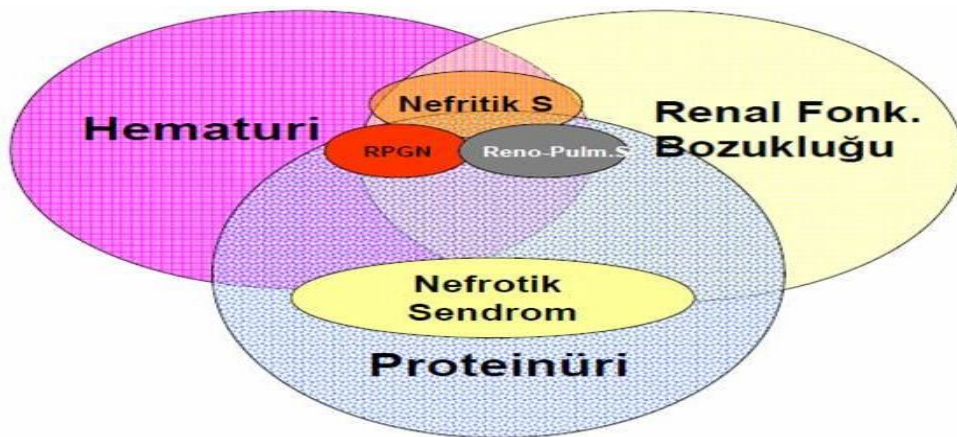 Nefritik S
Hematuri
Renal Fonk.
Bozukluğu
RPGN
Reno-Pulm.S
Nefrotik
Sendrom
Proteinüri